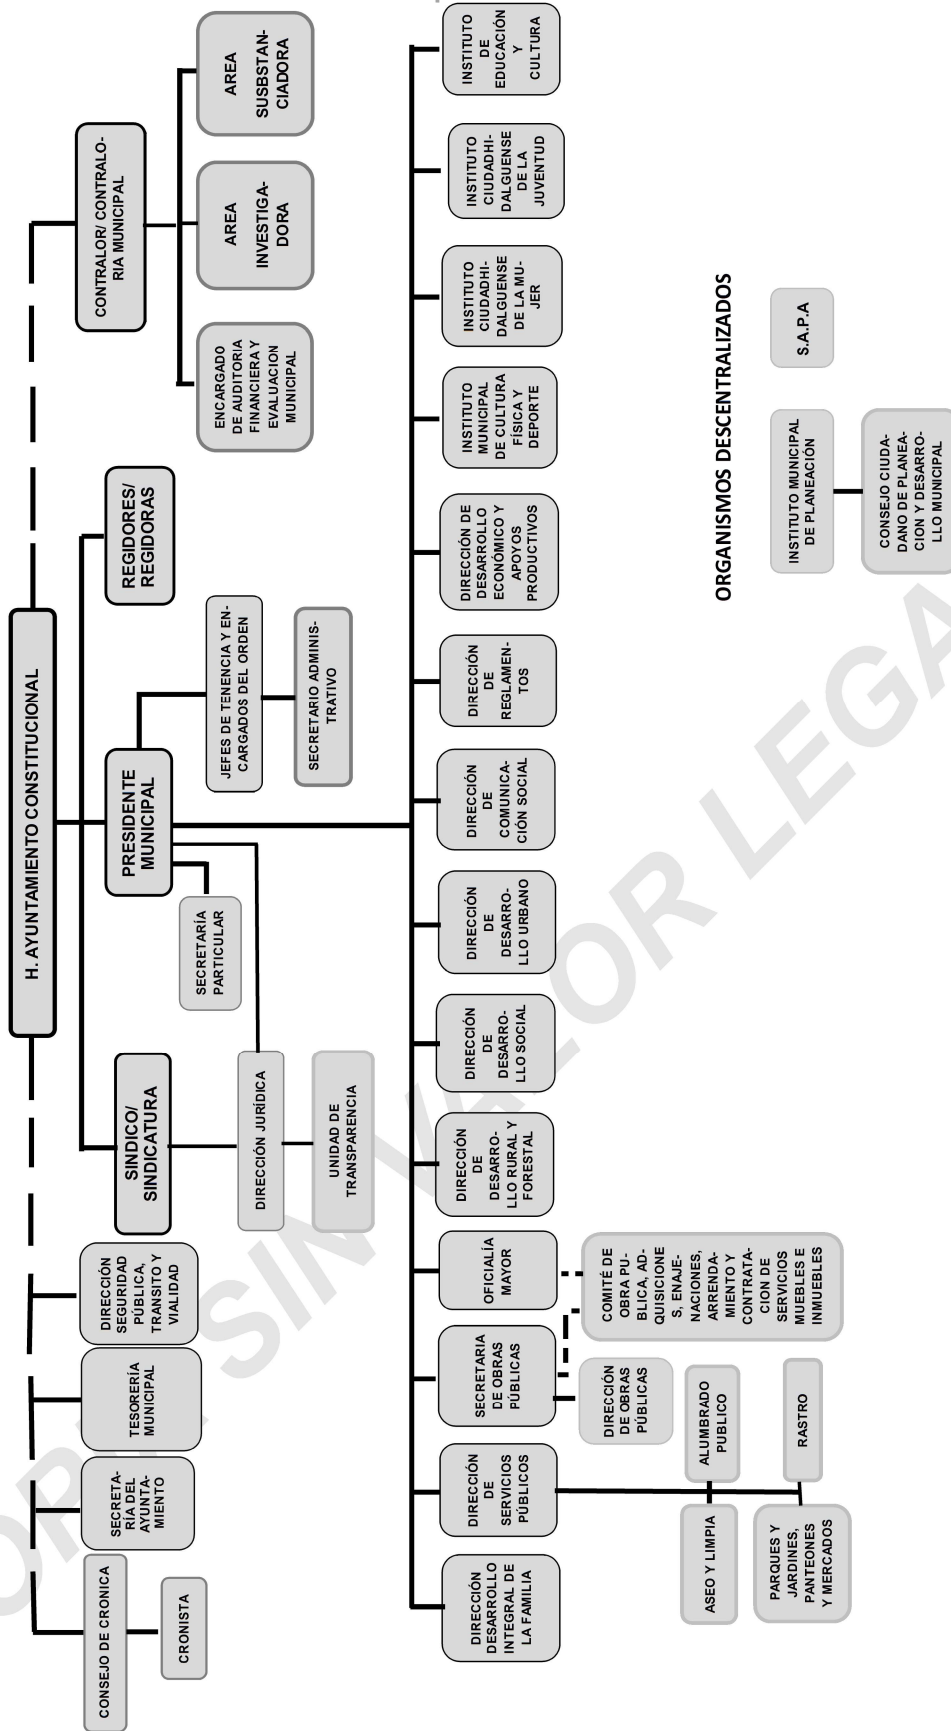 H. AYUNTAMIENTO CONSTITUCIONAL
CONSEJO DE CRONICA
CRONISTA
SECRETA-
RÍA DEL
AYUNTA-
MIENTO
TESORERÍA
MUNICIPAL
DIRECCIÓN
SEGURIDAD
PÚBLICA,
TRANSITO Y
VIALIDAD
SINDICO/
SINDICATURA
DIRECCIÓN JURÍDICA
UNIDAD DE
TRANSPARENCIA
PRESIDENTE
MUNICIPAL
SECRETARÍA
PARTICULAR
JEFES DE TENENCIA Y EN-
CARGADOS DEL ORDEN
SECRETARIO ADMINIS-
TRATIVO
REGIDORES/
REGIDORAS
CONTRALOR/ CONTRALO-
RIA MUNICIPAL
ENCARGADO
DE AUDITORIA
FINANCIERA Y
EVALUACION
MUNICIPAL
AREA
INVESTIGA-
DORA
AREA
SUSBSTAN-
CIADORA
DIRECCIÓN
DESARROLLO
INTEGRAL DE
LA FAMILIA
DIRECCIÓN
DE
SERVICIOS
PÚBLICOS
ASEO Y LIMPIA
ALUMBRADO
PUBLICO
PARQUES Y
JARDINES,
PANTEONES
Y MERCADOS
RASTRO
SECRETARIA
DE OBRAS
PÚBLICAS
DIRECCIÓN
DE OBRAS
PÚBLICAS
OFICIALÍA
MAYOR
COMITÉ DE
OBRA PU-
BLICA, AD-
QUISICIONE
S, ENAJE-
NACIONES,
ARRENDA-
MIENTO Y
CONTRATA-
CION DE
SERVICIOS
MUEBLES E
INMUEBLES
DIRECCIÓN
DE
DESARRO-
LLO RURAL Y
FORESTAL
DIRECCIÓN
DE
DESARRO-
LLO SOCIAL
DIRECCIÓN
DE
DESARRO-
LLO URBANO
DIRECCIÓN
DE
COMUNICA-
CIÓN SOCIAL
DIRECCIÓN
DE
REGLAMEN-
TOS
DIRECCIÓN DE
DESARROLLO
ECONÓMICO Y
APOYOS
PRODUCTIVOS
INSTITUTO
MUNICIPAL
DE CULTURA
FÍSICA Y
DEPORTE
INSTITUTO
CIUDADHI-
DALGUENSE
DE LA MU-
JER
INSTITUTO
CIUDADHI-
DALGUENSE
DE LA
JUVENTUD
INSTITUTO
DE
EDUCACIÓN
Y
CULTURA
ORGANISMOS DESCENTRALIZADOS
INSTITUTO MUNICIPAL
DE PLANEACIÓN
S.A.P.A
CONSEJO CIUDA-
DANO DE PLANEA-
CION Y DESARRO-
LLO MUNICIPAL
SIN VALOR LEGA